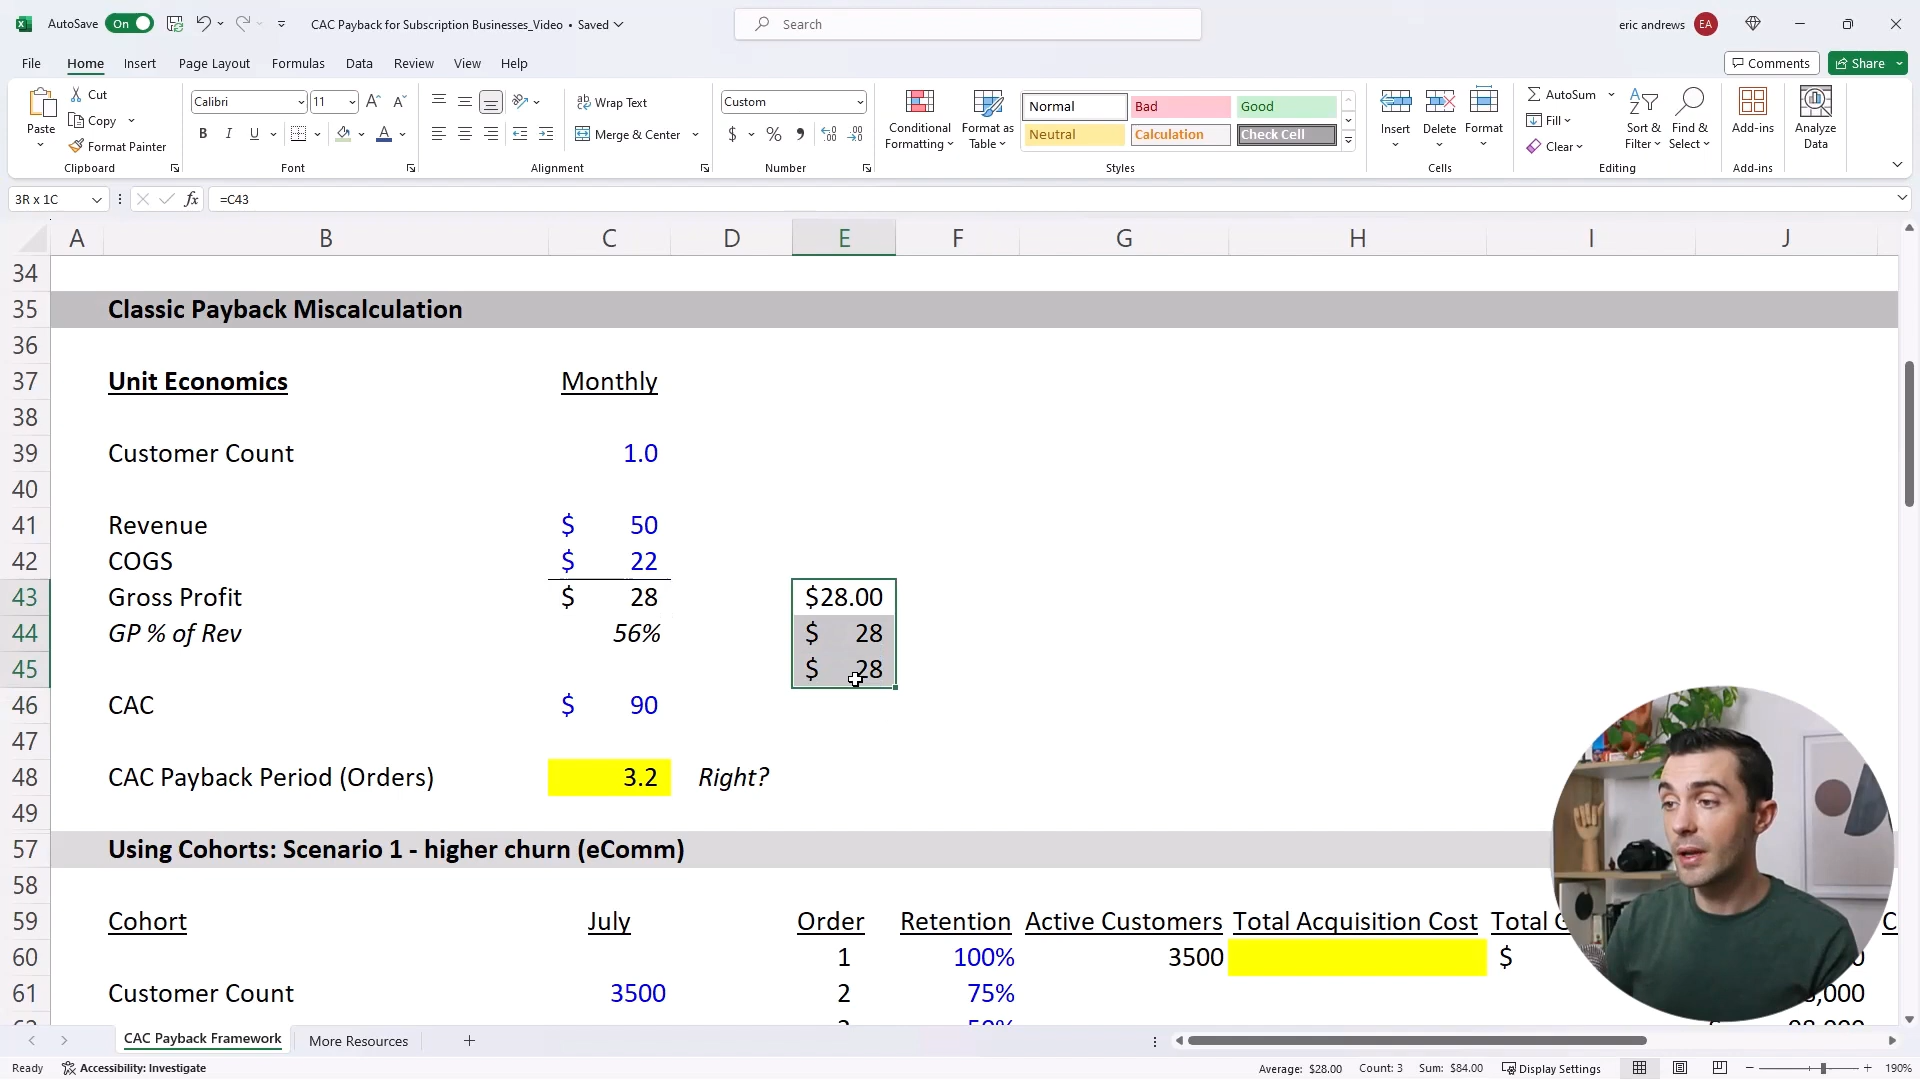 AutoSave On CAC Payback for Subscription Businesses_Video • Saved Search eric andrews EA
File Home Insert Page Layout Formulas Data Review View Help Comments Share
Paste Cut Copy Format Painter Clipboard
Calibri 11 B I U A Font
Wrap Text Merge & Center Alignment
Custom $ % , Number
Conditional Formatting Format as Table Normal Bad Good Neutral Calculation Check Cell Styles
Insert Delete Format Cells
AutoSum Fill Clear Sort & Filter Find & Select Editing
Add-ins Add-ins
Analyze Data
3R x 1C fx =C43
A B C D E F G H I J
34
35 Classic Payback Miscalculation
36
37 Unit Economics Monthly
38
39 Customer Count 1.0
40
41 Revenue $ 50
42 COGS $ 22
43 Gross Profit $ 28 $28.00
44 GP % of Rev 56% $ 28
45 $ 28
46 CAC $ 90
47
48 CAC Payback Period (Orders) 3.2 Right?
49
57 Using Cohorts: Scenario 1 - higher churn (eComm)
58
59 Cohort July Order Retention Active Customers Total Acquisition Cost Total
60 1 100% 3500 $
61 Customer Count 3500 2 75%
CAC Payback Framework More Resources +
Ready Accessibility: Investigate Average: $28.00 Count: 3 Sum: $84.00 Display Settings 190%